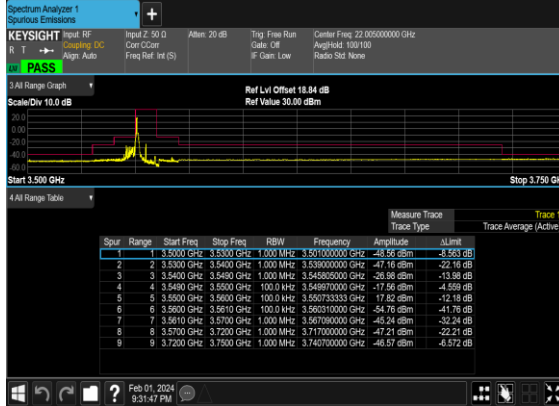 Spectrum Analyzer 1
Spurious Emissions
+
KEYSIGHT Input: RF Input Z: 50 Ω Atten: 20 dB Trig: Free Run Center Freq: 22.005000000 GHz
R T Coupling: DC Corr CCorr Gate: Off Avg|Hold: 100/100
Align: Auto Freq Ref: Int (S) IF Gain: Low Radio Std: None
PASS
3 All Range Graph Ref Lvl Offset 18.84 dB
Scale/Div 10.0 dB Ref Value 30.00 dBm
20.0
0.00
-20.0
-40.0
-60.0
Start 3.500 GHz Stop 3.750 GH
4 All Range Table
Measure Trace Trace 1
Trace Type Trace Average (Active
Spur Range Start Freq Stop Freq RBW Frequency Amplitude ΔLimit
1 1 3.5000 GHz 3.5300 GHz 1.000 MHz 3.501000000 GHz -48.56 dBm -8.563 dB
2 2 3.5300 GHz 3.5400 GHz 1.000 MHz 3.539000000 GHz -47.16 dBm -22.16 dB
3 3 3.5400 GHz 3.5490 GHz 1.000 MHz 3.545805000 GHz -26.98 dBm -13.98 dB
4 4 3.5490 GHz 3.5500 GHz 100.0 kHz 3.549970000 GHz -17.56 dBm -4.559 dB
5 5 3.5500 GHz 3.5600 GHz 100.0 kHz 3.550733333 GHz 17.82 dBm -12.18 dB
6 6 3.5600 GHz 3.5610 GHz 100.0 kHz 3.560310000 GHz -54.76 dBm -41.76 dB
7 7 3.5610 GHz 3.5700 GHz 1.000 MHz 3.567090000 GHz -45.24 dBm -32.24 dB
8 8 3.5700 GHz 3.7200 GHz 1.000 MHz 3.717000000 GHz -47.21 dBm -22.21 dB
9 9 3.7200 GHz 3.7500 GHz 1.000 MHz 3.740700000 GHz -46.57 dBm -6.572 dB
? Feb 01, 2024
9:31:47 PM